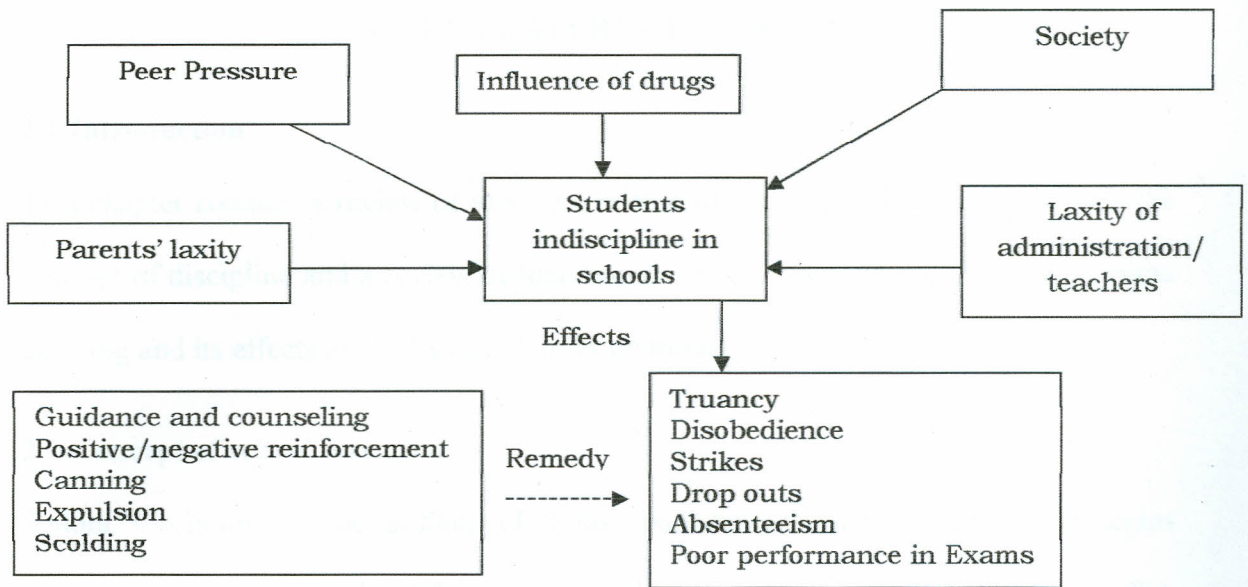 Peer Pressure
Influence of drugs
Society
Parents' laxity
Students
indiscipline in
schools
Laxity of
administration/
teachers
Effects
Guidance and counseling
Positive/negative reinforcement
Canning
Expulsion
Scolding
Remedy
Truancy
Disobedience
Strikes
Drop outs
Absenteeism
Poor performance in Exams